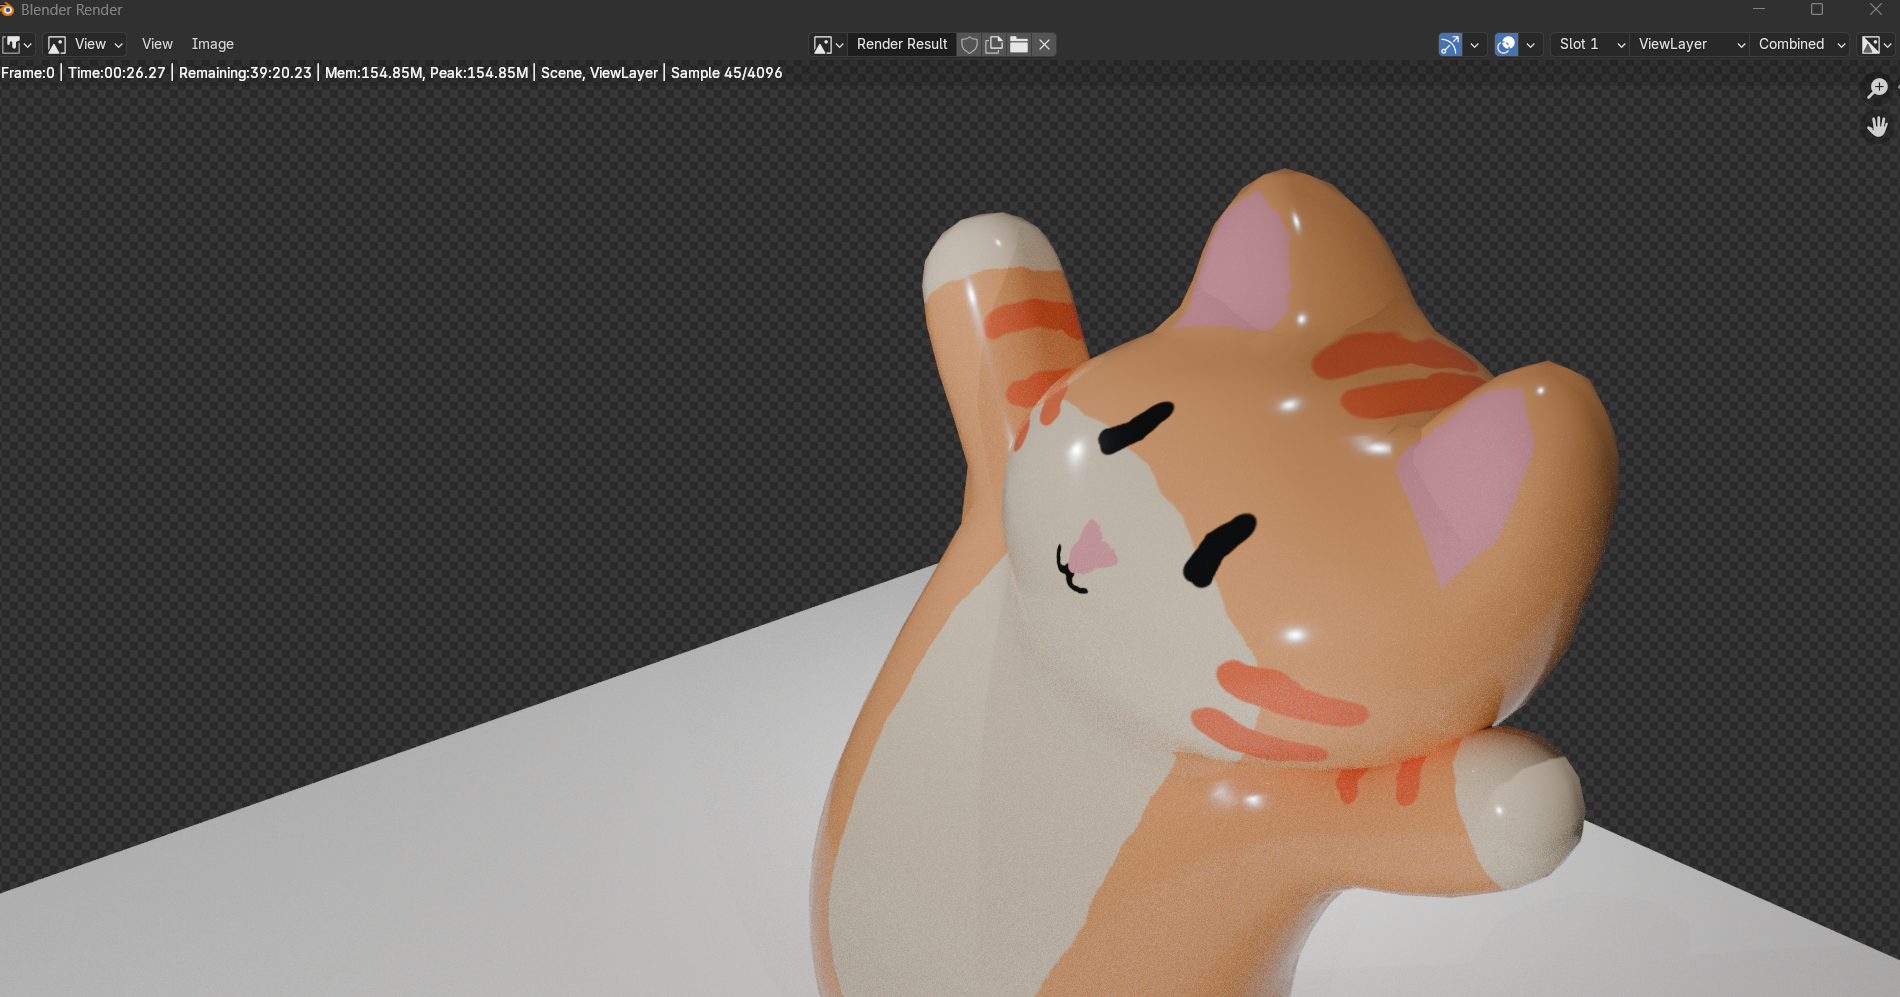 Blender Render
View View Image Render Result Slot 1 ViewLayer Combined
Frame:0 | Time:00:26.27 | Remaining:39:20.23 | Mem:154.85M, Peak:154.85M | Scene, ViewLayer | Sample 45/4096